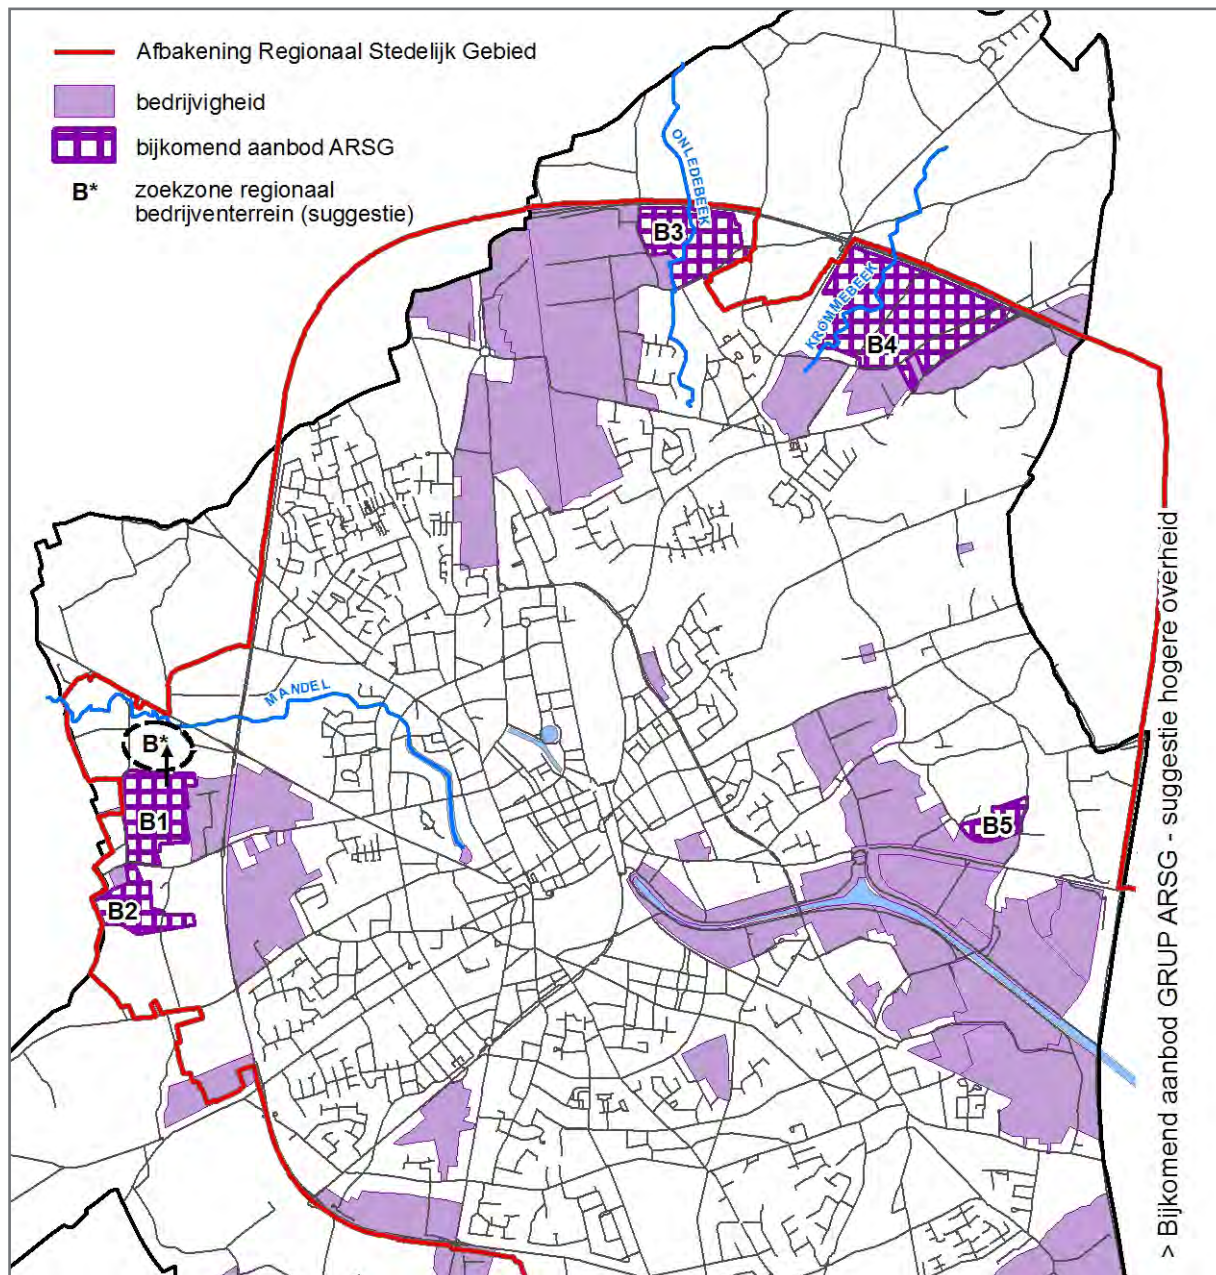 Afbakening Regionaal Stedelijk Gebied
bedrijvigheid
bijkomend aanbod ARSG
B* zoekzone regionaal
bedrijventerrein (suggestie)
ONLEDEBEEK
B3
KROMMEBEEK
B4
MANDEL
B*
B1
B5
B2
> Bijkomend aanbod GRUP ARSG - suggestie hogere overheid